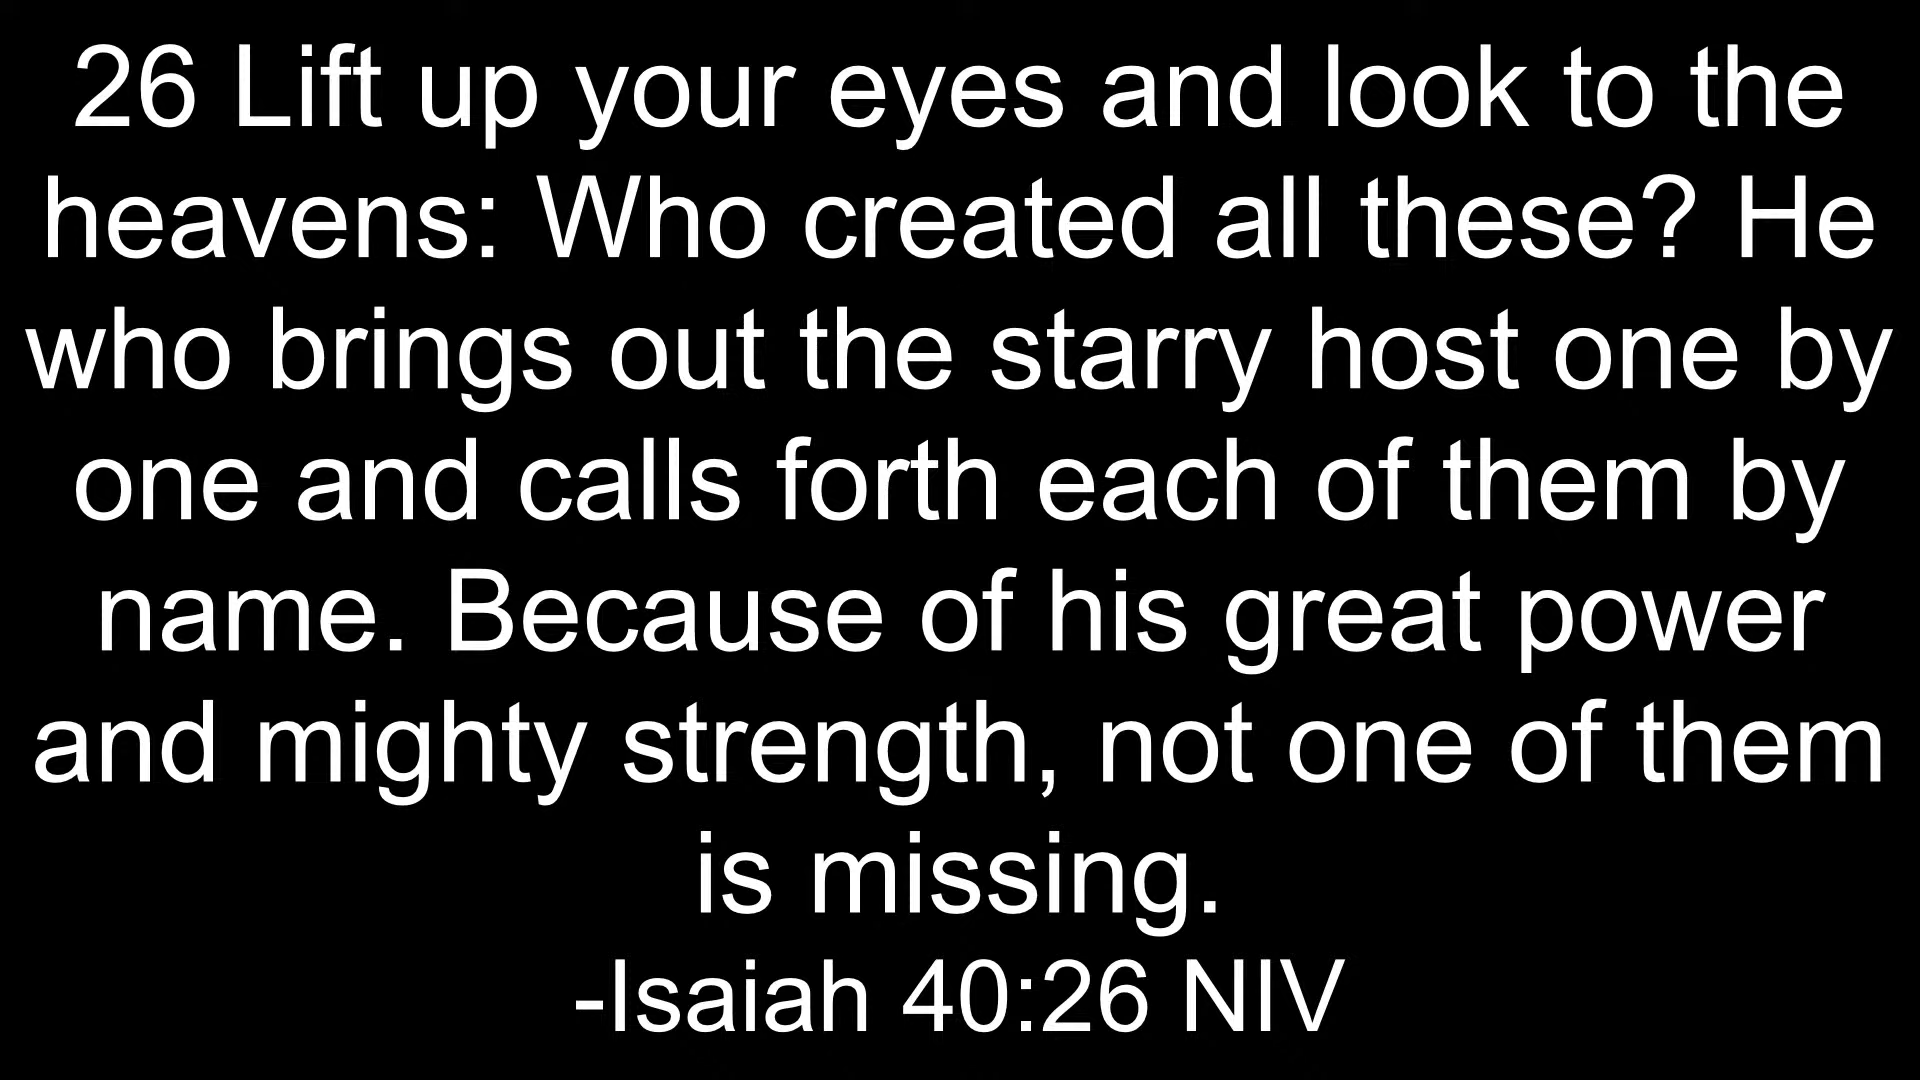 26 Lift up your eyes and look to the
heavens: Who created all these? He
who brings out the starry host one by
one and calls forth each of them by
name. Because of his great power
and mighty strength, not one of them
is missing.
-Isaiah 40:26 NIV